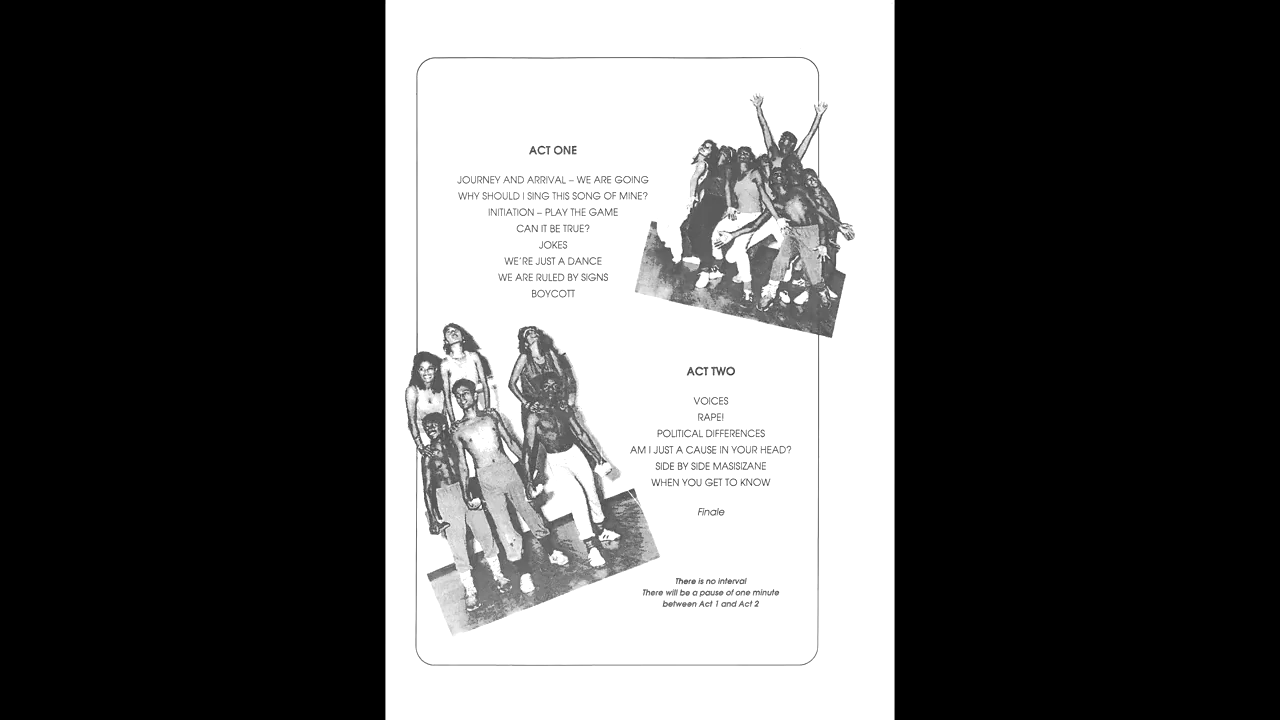 ACT ONE
JOURNEY AND ARRIVAL – WE ARE GOING
WHY SHOULD I SING THIS SONG OF MINE?
INITIATION – PLAY THE GAME
CAN IT BE TRUE?
JOKES
WE'RE JUST A DANCE
WE ARE RULED BY SIGNS
BOYCOTT
ACT TWO
VOICES
RAPE!
POLITICAL DIFFERENCES
AM I JUST A CAUSE IN YOUR HEAD?
SIDE BY SIDE MASISIZANE
WHEN YOU GET TO KNOW
Finale
There is no interval
There will be a pause of one minute
between Act 1 and Act 2